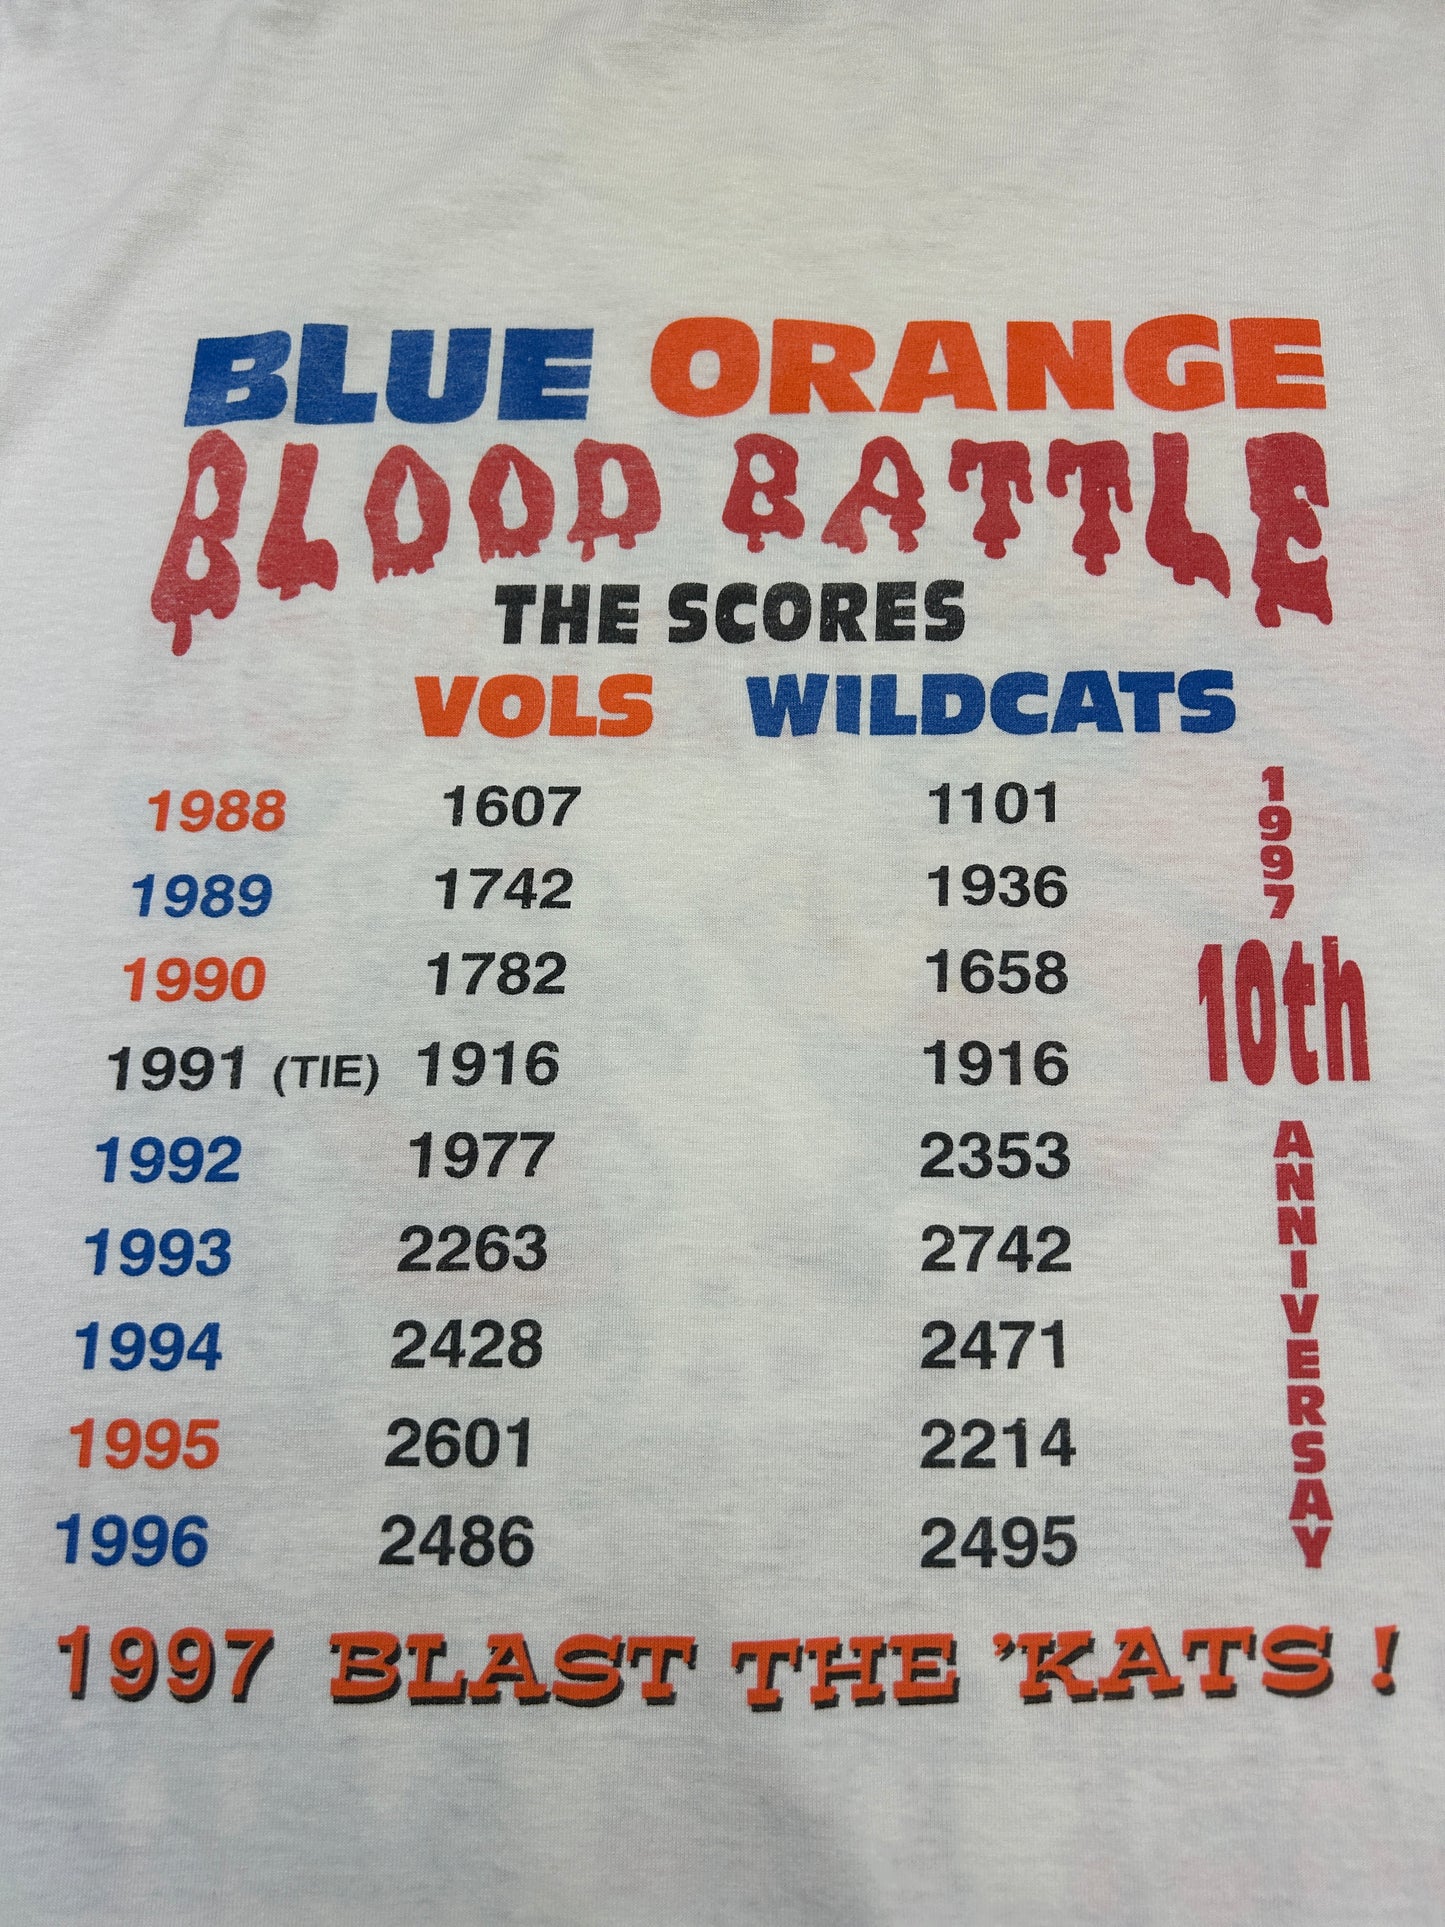 BLUE ORANGE
BLOOD BATTLE
THE SCORES
VOLS WILDCATS
1988 1607 1101
1989 1742 1936
1990 1782 1658
1991 (TIE) 1916 1916
1992 1977 2353
1993 2263 2742
1994 2428 2471
1995 2601 2214
1996 2486 2495
1997
10th
ANNIVERSAY
1997 BLAST THE 'KATS !